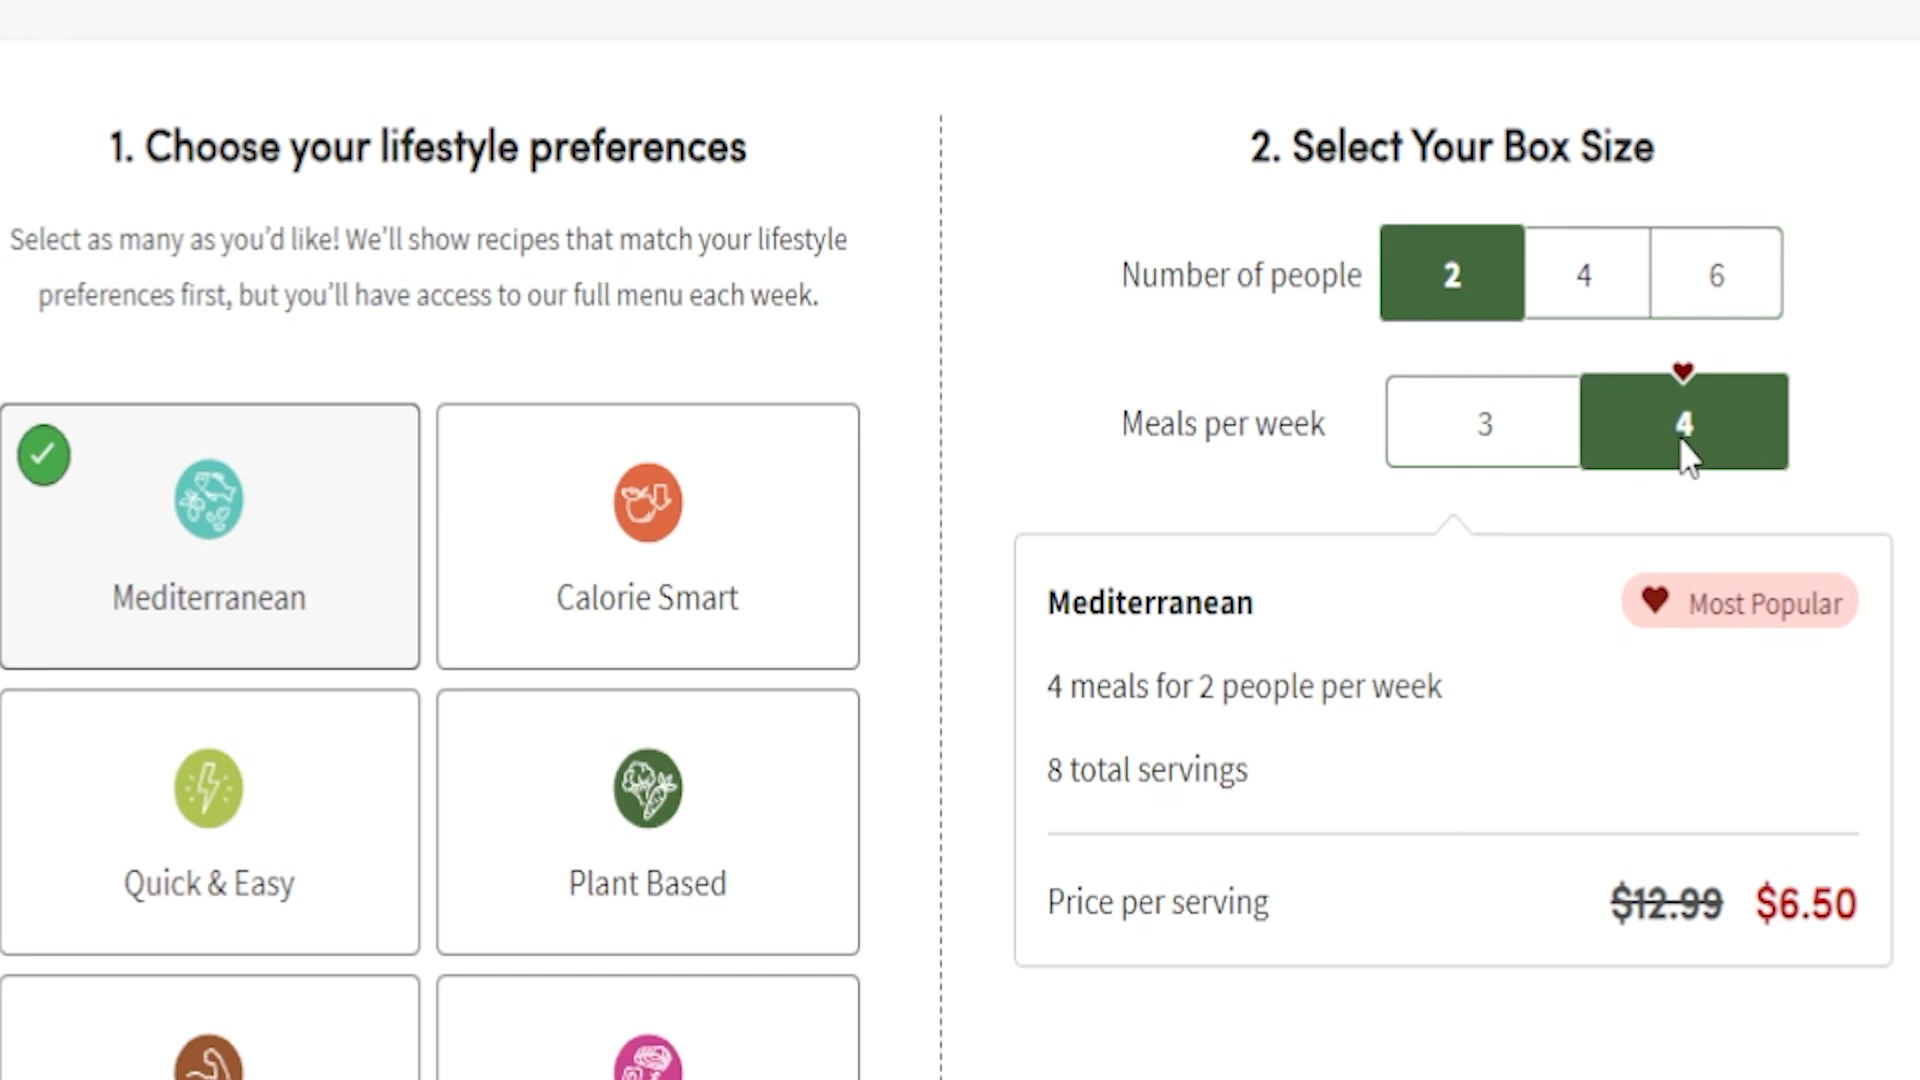 1. Choose your lifestyle preferences
Select as many as you'd like! We'll show recipes that match your lifestyle
preferences first, but you'll have access to our full menu each week.
Mediterranean
Calorie Smart
Quick & Easy
Plant Based
2. Select Your Box Size
Number of people 2 4 6
Meals per week 3 4
Mediterranean Most Popular
4 meals for 2 people per week
8 total servings
Price per serving $12.99 $6.50